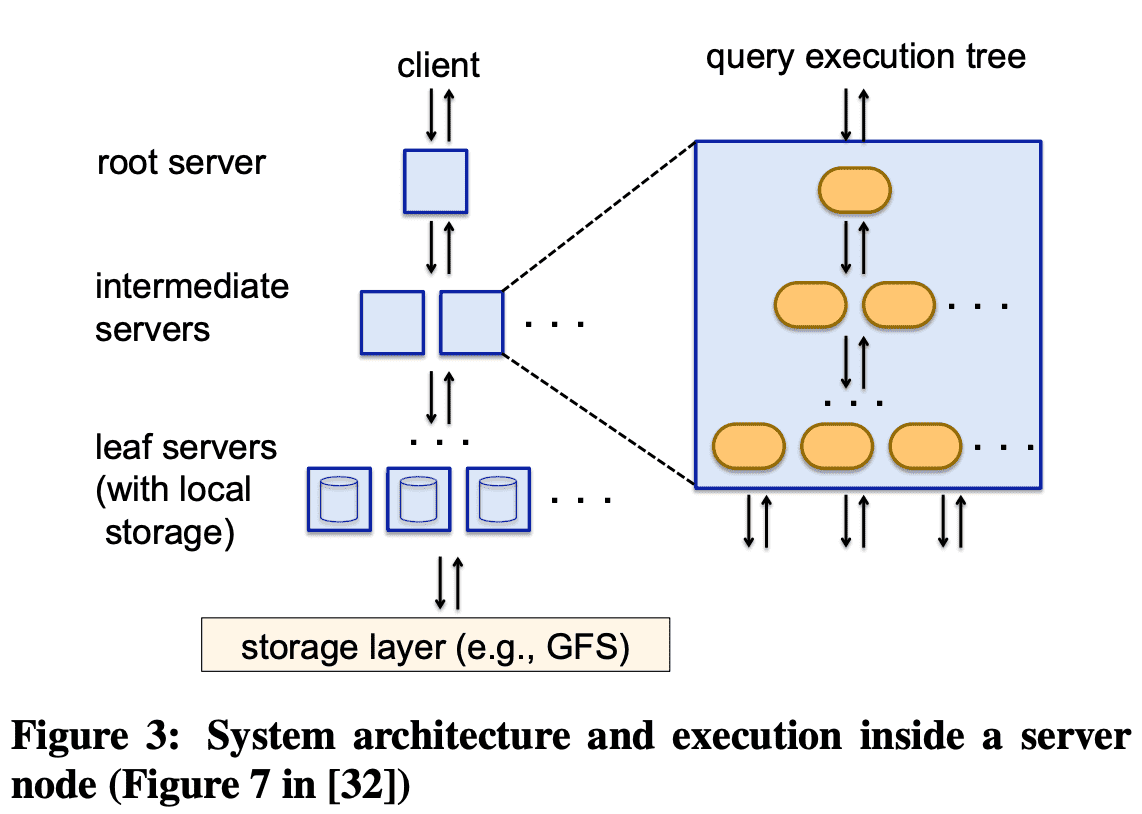 client
query execution tree
root server
intermediate
servers
. . .
. . .
. . .
. . .
leaf servers
(with local
storage)
. . .
. . .
storage layer (e.g., GFS)
Figure 3: System architecture and execution inside a server
node (Figure 7 in [32])